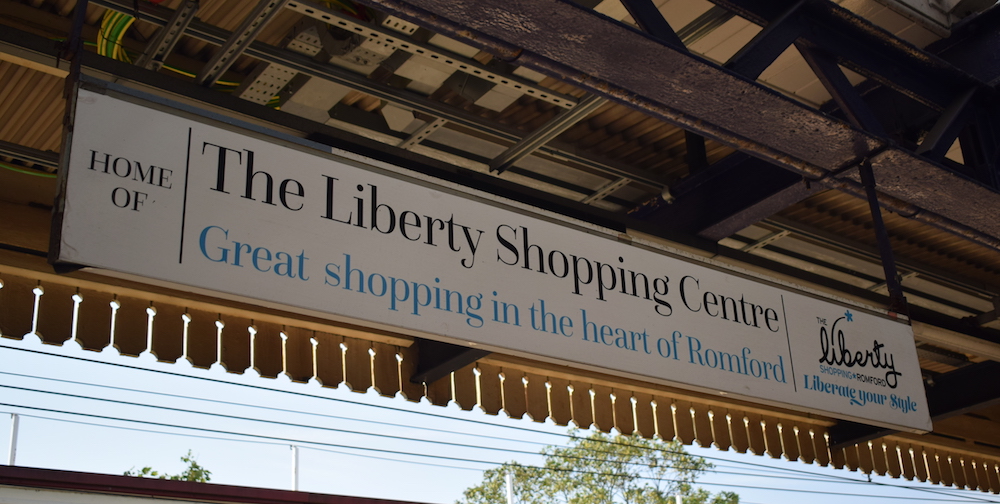 HOME
OF
The Liberty Shopping Centre
Great shopping in the heart of Romford
THE
liberty
SHOPPING ROMFORD
Liberate your Style